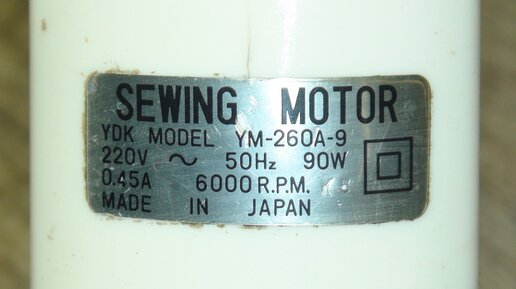 SEWING MOTOR
YDK MODEL YM-260A-9
220V ~ 50Hz 90W
0.45A 6000 R.P.M.
MADE IN JAPAN